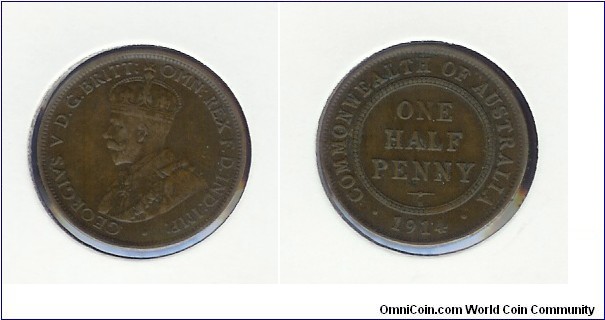 GEORGIVS V D.G.BRITT: OMN: REX F.D.IND:IMP:
COMMONWEALTH OF AUSTRALIA
ONE
HALF
PENNY
1914
OmniCoin.com World Coin Community